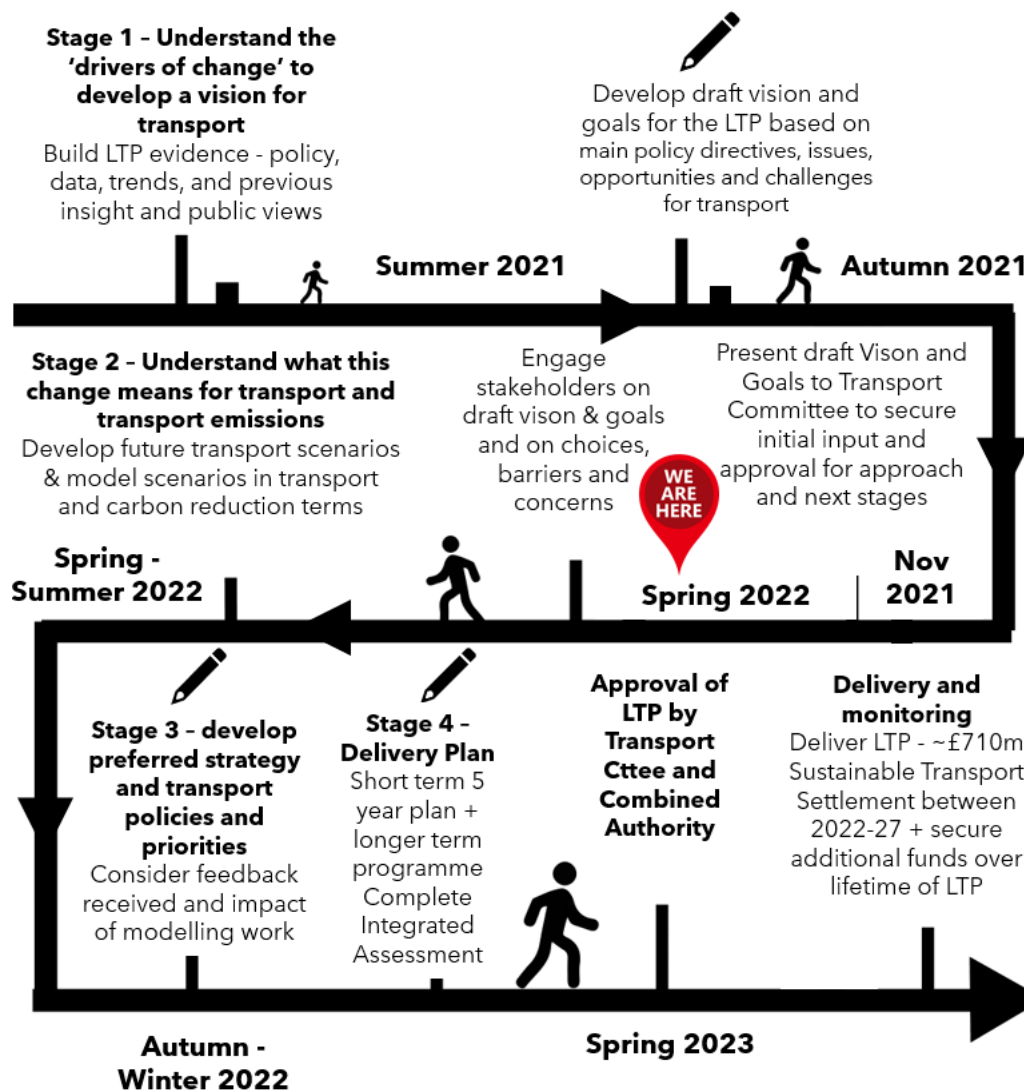 Stage 1 – Understand the
‘drivers of change’ to
develop a vision for
transport
Build LTP evidence - policy,
data, trends, and previous
insight and public views
Develop draft vision and
goals for the LTP based on
main policy directives, issues,
opportunities and challenges
for transport
Summer 2021
Autumn 2021
Present draft Vison and
Goals to Transport
Committee to secure
initial input and
approval for approach
and next stages
Nov
2021
Engage
stakeholders on
draft vison & goals
and on choices,
barriers and
concerns
WE
ARE
HERE
Spring 2022
Stage 2 – Understand what this
change means for transport and
transport emissions
Develop future transport scenarios
& model scenarios in transport
and carbon reduction terms
Spring -
Summer 2022
Stage 3 – develop
preferred strategy
and transport
policies and
priorities
Consider feedback
received and impact
of modelling work
Autumn -
Winter 2022
Stage 4 –
Delivery Plan
Short term 5
year plan +
longer term
programme
Complete
Integrated
Assessment
Approval of
LTP by
Transport
Cttee and
Combined
Authority
Spring 2023
Delivery and
monitoring
Deliver LTP - ~£710m
Sustainable Transport
Settlement between
2022-27 + secure
additional funds over
lifetime of LTP